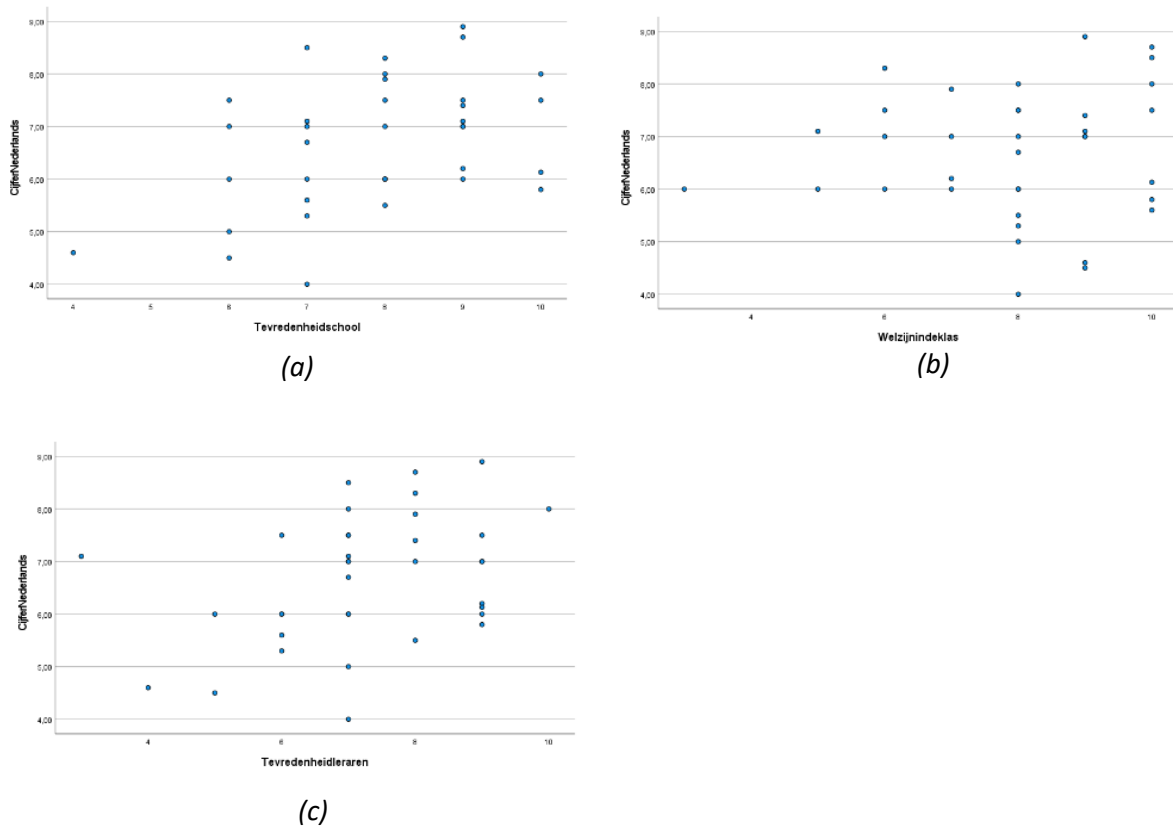 9,00
8,00
7,00
6,00
5,00
4,00
CijferNederlands
4 5 6 7 8 9 10
Tevredenheidschool
(a)
9,00
8,00
7,00
6,00
5,00
4,00
CijferNederlands
4 6 8 10
Welzijnindeklas
(b)
9,00
8,00
7,00
6,00
5,00
4,00
CijferNederlands
4 6 8 10
Tevredenheidleraren
(c)